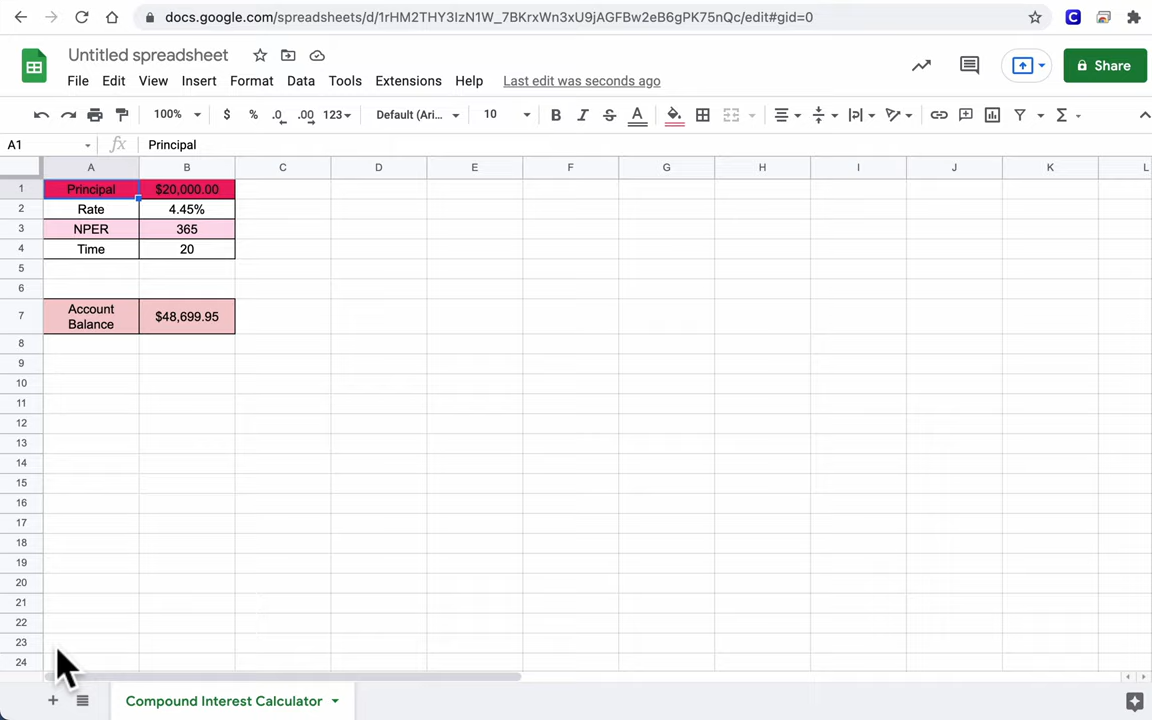 docs.google.com/spreadsheets/d/1rHM2THY3IzN1W_7BKrxWn3xU9jAGFBw2eB6gPK75nQc/edit#gid=0
Untitled spreadsheet
File Edit View Insert Format Data Tools Extensions Help Last edit was seconds ago
Share
100% $ % .0 .00 123 Default (Ari... 10 B I S A
A1 fx Principal
A B C D E F G H I J K L
1 Principal $20,000.00
2 Rate 4.45%
3 NPER 365
4 Time 20
5
6
7 Account Balance $48,699.95
8
9
10
11
12
13
14
15
16
17
18
19
20
21
22
23
24
Compound Interest Calculator